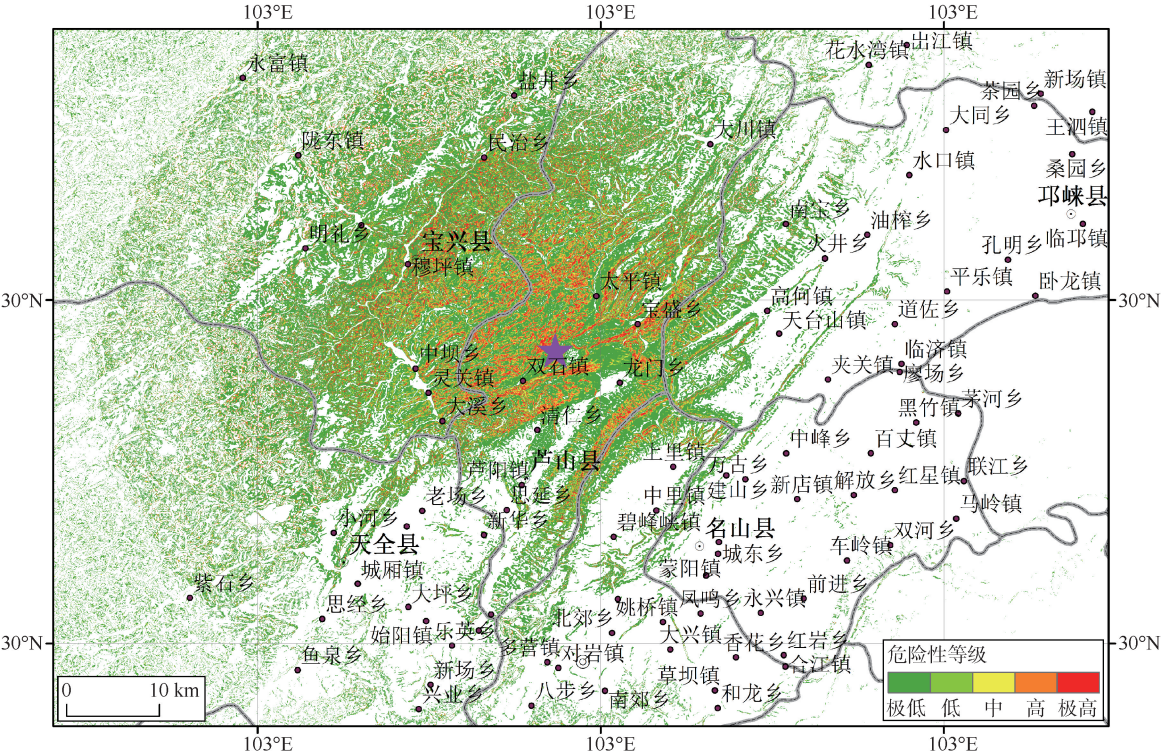 103°E 103°E 103°E
永富镇
盐井乡
花水湾镇
出江镇
茶园乡
新场镇
大同乡
王泗镇
陇东镇
民治乡
大川镇
水口镇
桑园乡
邛崃县
明礼乡
宝兴县
穆坪镇
南宝乡
油榨乡
火井乡
孔明乡
临邛镇
太平镇
平乐镇
卧龙镇
30°N
30°N
宝盛乡
高何镇
天台山镇
道佐乡
中坝乡
灵关镇
双石镇
龙门乡
夹关镇
临济镇
廖场乡
大溪乡
清仁乡
黑竹镇
茅河乡
芦阳镇
芦山县
上里镇
万古乡
中峰乡
百丈镇
老场乡
思延乡
中里镇
建山乡
新店镇
解放乡
红星镇
联江乡
小河乡
新华乡
碧峰峡镇
名山县
马岭镇
天全县
城东乡
车岭镇
双河乡
城厢镇
蒙阳镇
紫石乡
思经乡
大坪乡
姚桥镇
凤鸣乡
永兴镇
前进乡
始阳镇
乐英乡
北郊乡
大兴镇
香花乡
红岩乡
30°N
30°N
鱼泉乡
多营镇
对岩镇
合江镇
新场乡
草坝镇
兴业乡
八步乡
南郊乡
和龙乡
0 10 km
危险性等级
极低 低 中 高 极高
103°E 103°E 103°E